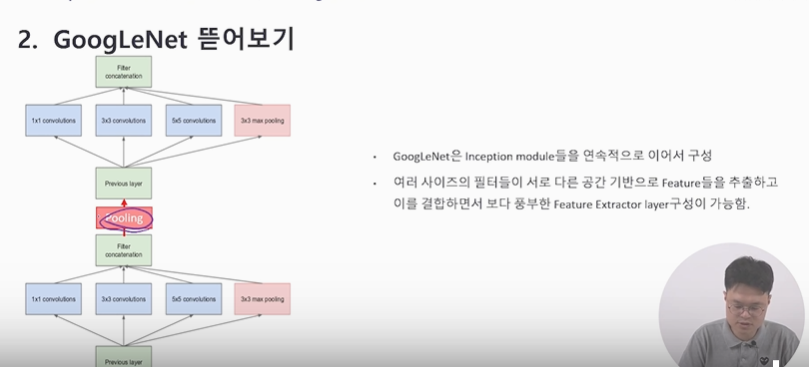 2. GoogLeNet 뜯어보기
Filter
concatenation
1x1 convolutions
3x3 convolutions
5x5 convolutions
3x3 max pooling
Previous layer
Pooling
Filter
concatenation
1x1 convolutions
3x3 convolutions
5x5 convolutions
3x3 max pooling
Previous layer
• GoogLeNet은 Inception module들을 연속적으로 이어서 구성
• 여러 사이즈의 필터들이 서로 다른 공간 기반으로 Feature들을 추출하고
이를 결합하면서 보다 풍부한 Feature Extractor layer구성이 가능함.